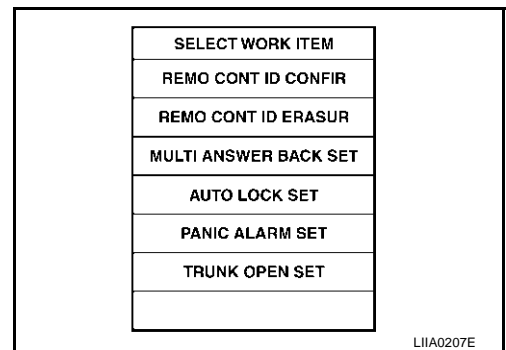 SELECT WORK ITEM
REMO CONT ID CONFIR
REMO CONT ID ERASUR
MULTI ANSWER BACK SET
AUTO LOCK SET
PANIC ALARM SET
TRUNK OPEN SET
LIIA0207E